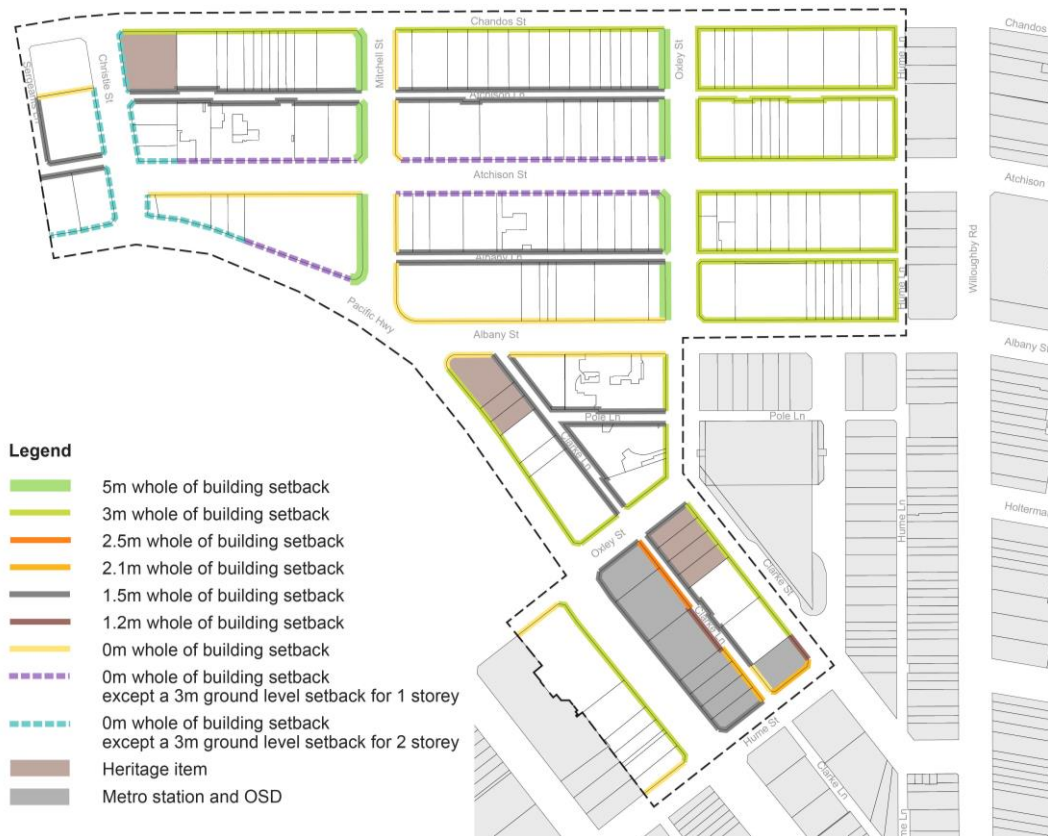 Chandos St
Chandos
Sergeants Ln
Christie St
Mitchell St
Oxley St
Hume Ln
Atchison Ln
Atchison St
Atchison
Albany Ln
Hume Ln
Willoughby Rd
Pacific Hwy
Albany St
Albany St
Pole Ln
Pole Ln
Clarke Ln
Hume Ln
Oxley St
Clarke St
Clarke Ln
Hume St
Clarke Ln
Legend
5m whole of building setback
3m whole of building setback
2.5m whole of building setback
2.1m whole of building setback
1.5m whole of building setback
1.2m whole of building setback
0m whole of building setback
0m whole of building setback
except a 3m ground level setback for 1 storey
0m whole of building setback
except a 3m ground level setback for 2 storey
Heritage item
Metro station and OSD